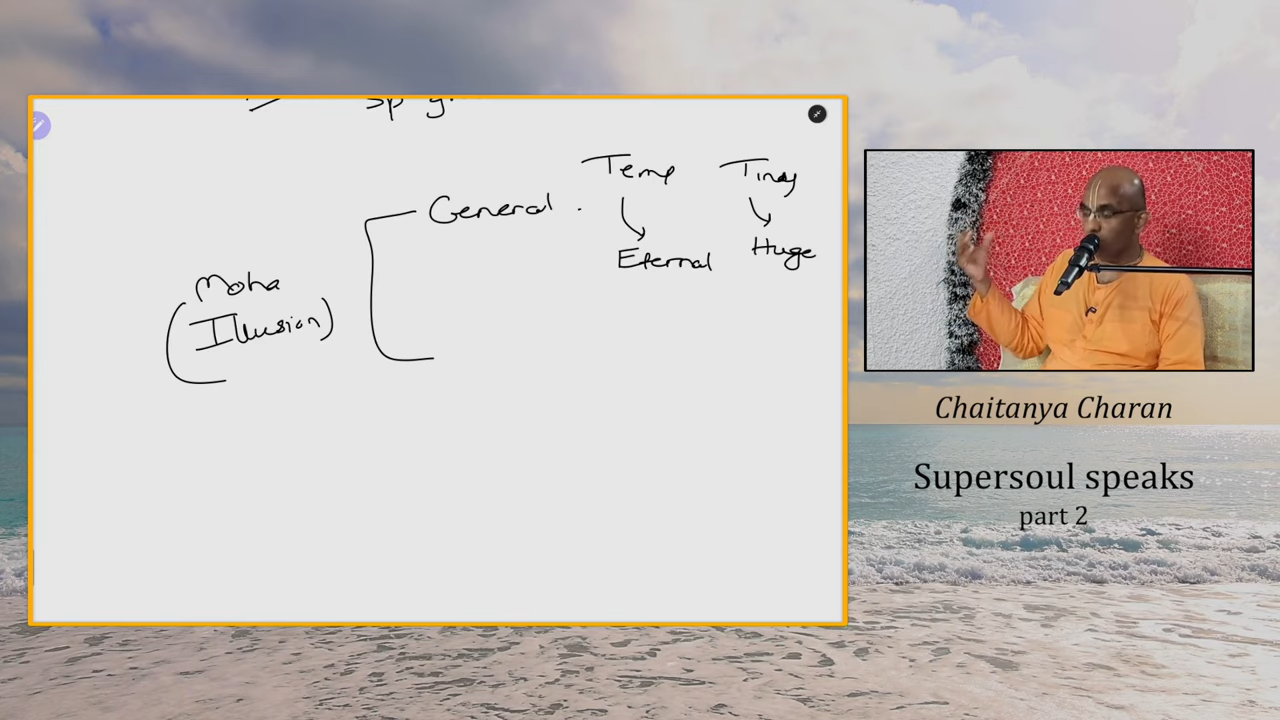 Temp Tiny
General .
Eternal Huge
Moha
(Illusion)
Chaitanya Charan
Supersoul speaks
part 2